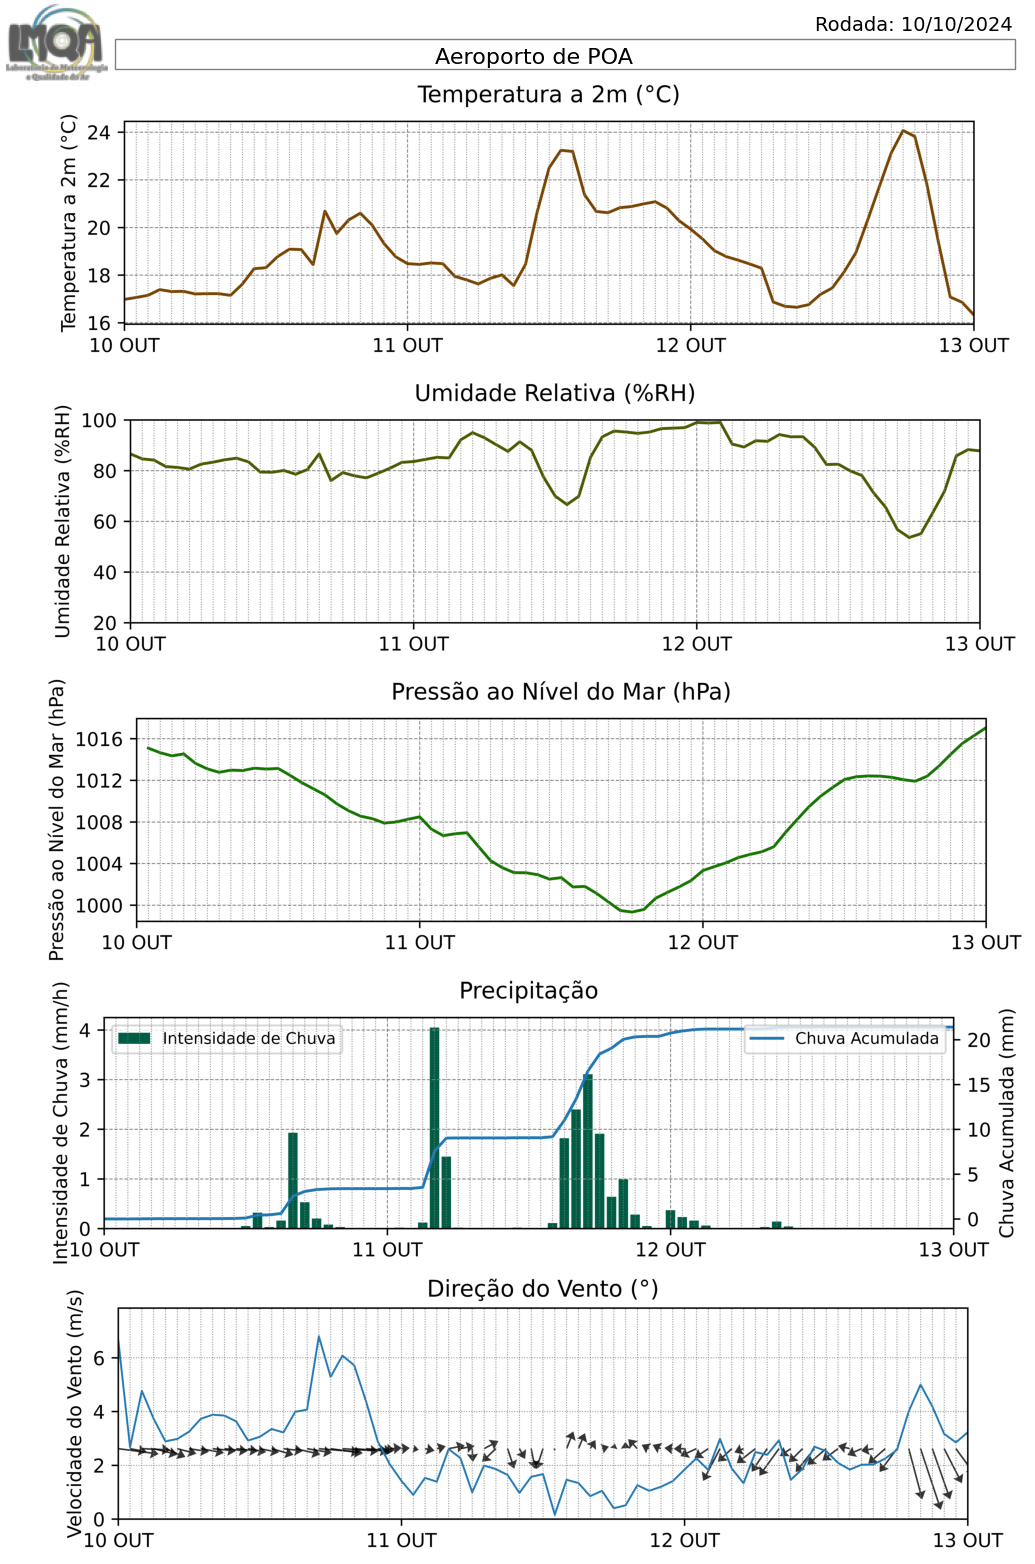 LMQA
Laboratório de Meteorologia
e Qualidade do Ar
Rodada: 10/10/2024
Aeroporto de POA
Temperatura a 2m (°C)
Temperatura a 2m (°C)
24
22
20
18
16
10 OUT 11 OUT 12 OUT 13 OUT
Umidade Relativa (%RH)
Umidade Relativa (%RH)
100
80
60
40
20
10 OUT 11 OUT 12 OUT 13 OUT
Pressão ao Nível do Mar (hPa)
Pressão ao Nível do Mar (hPa)
1016
1012
1008
1004
1000
10 OUT 11 OUT 12 OUT 13 OUT
Precipitação
Intensidade de Chuva (mm/h)
4
3
2
1
0
Intensidade de Chuva
Chuva Acumulada
20
15
10
5
0
Chuva Acumulada (mm)
10 OUT 11 OUT 12 OUT 13 OUT
Direção do Vento (°)
Velocidade do Vento (m/s)
6
4
2
0
10 OUT 11 OUT 12 OUT 13 OUT